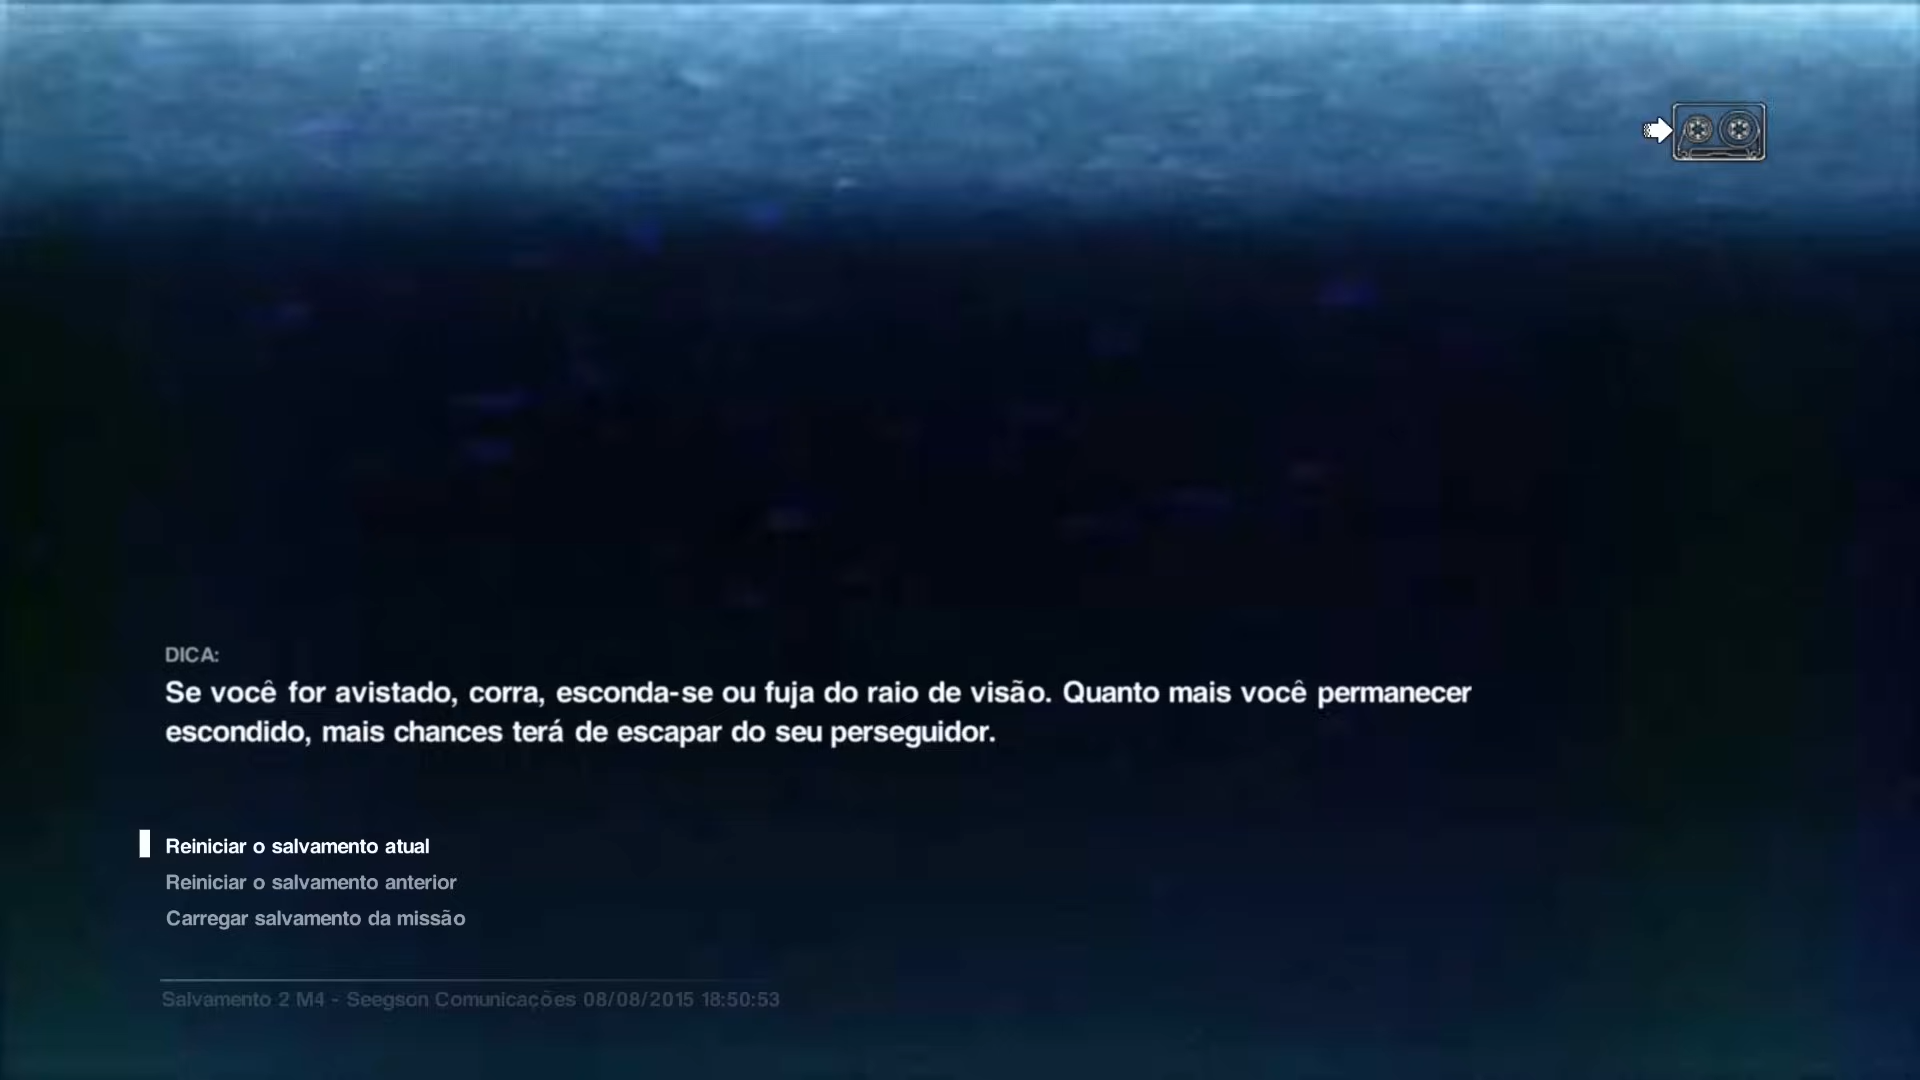 DICA:
Se você for avistado, corra, esconda-se ou fuja do raio de visão. Quanto mais você permanecer
escondido, mais chances terá de escapar do seu perseguidor.
Reiniciar o salvamento atual
Reiniciar o salvamento anterior
Carregar salvamento da missão
Salvamento 2 M4 - Seegson Comunicações 08/08/2015 18:50:53